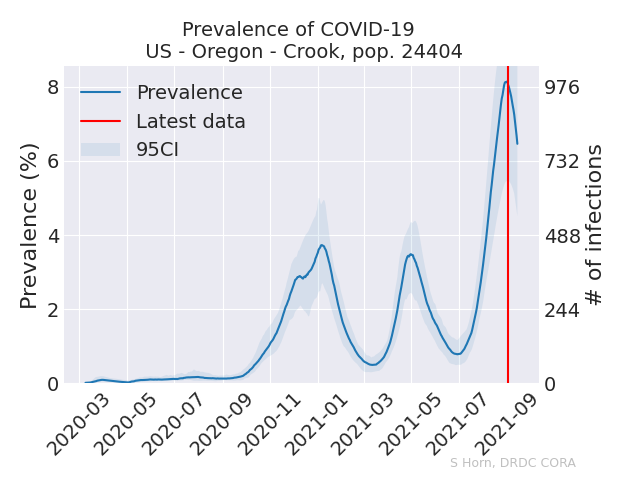 Prevalence of COVID-19
US - Oregon - Crook, pop. 24404
Prevalence
Latest data
95CI
Prevalence (%)
8
6
4
2
0
976
732
488
244
0
# of infections
2020-03
2020-05
2020-07
2020-09
2020-11
2021-01
2021-03
2021-05
2021-07
2021-09
S Horn, DRDC CORA